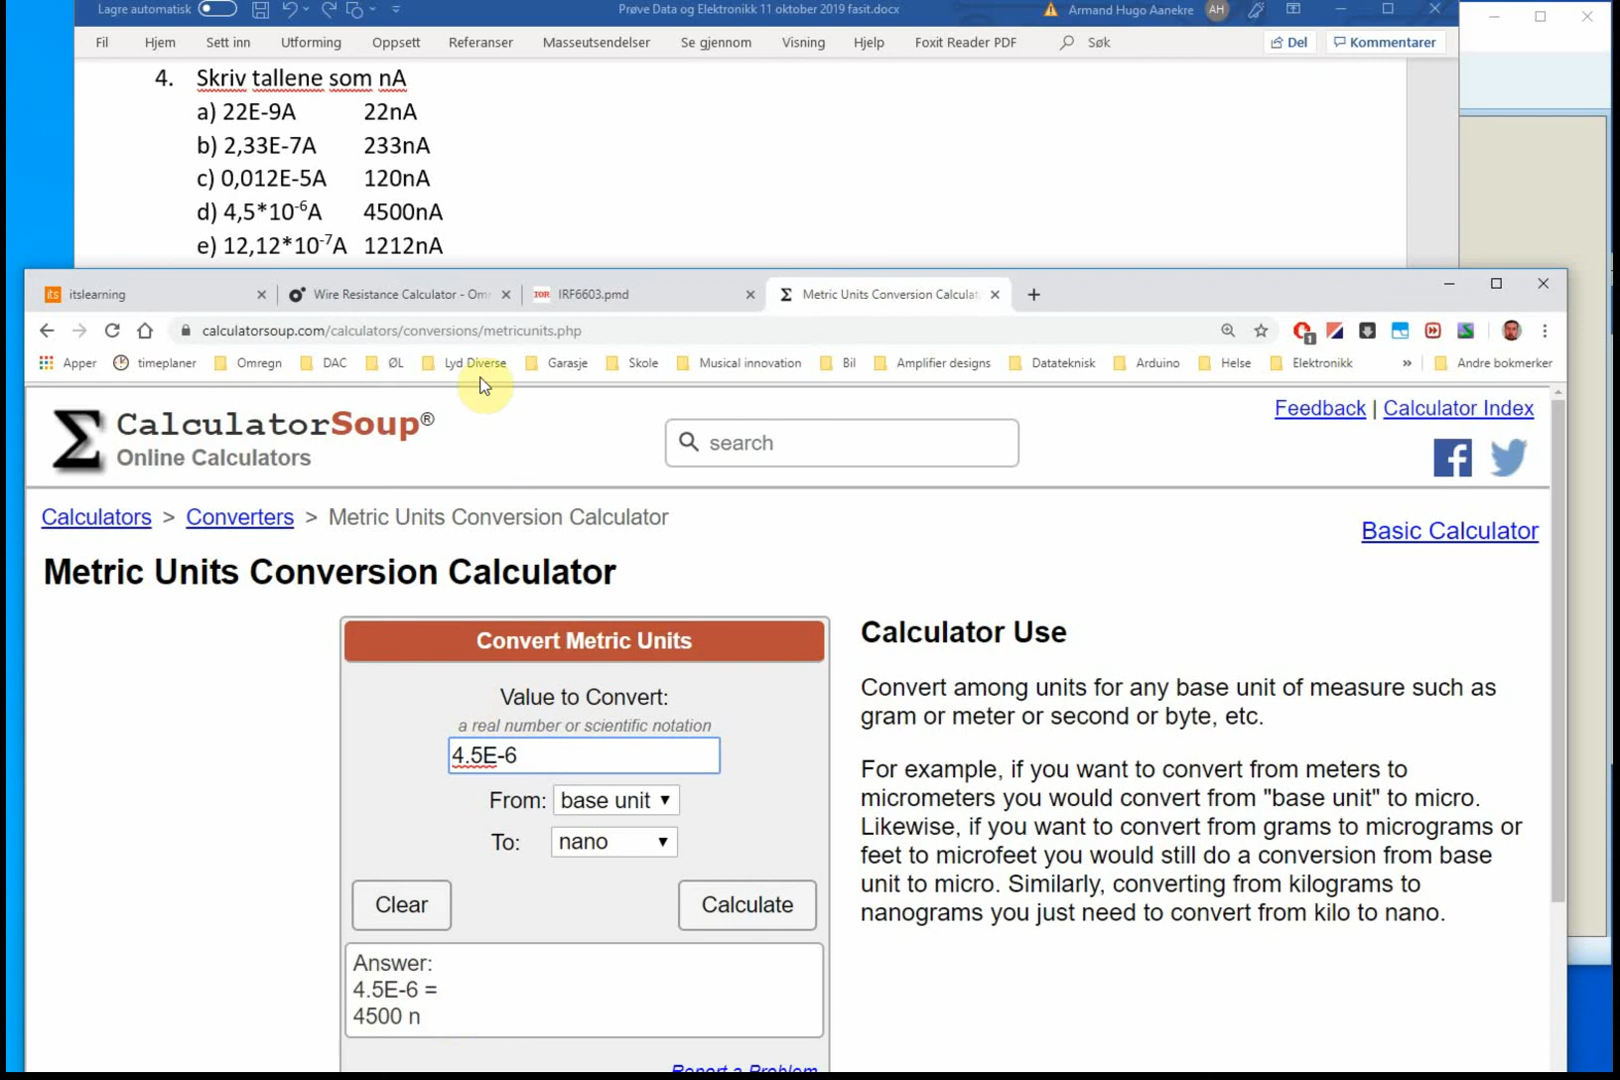 Lagre automatisk
Prøve Data og Elektronikk 11 oktober 2019 fasit.docx
Armand Hugo Aanekre AH
Fil Hjem Sett inn Utforming Oppsett Referanser Masseutsendelser Se gjennom Visning Hjelp Foxit Reader PDF Søk Del Kommentarer
4. Skriv tallene som nA
a) 22E-9A 22nA
b) 2,33E-7A 233nA
c) 0,012E-5A 120nA
d) 4,5*10-6A 4500nA
e) 12,12*10-7A 1212nA
its itslearning Wire Resistance Calculator - Om IOR IRF6603.pmd Σ Metric Units Conversion Calculat
calculatorsoup.com/calculators/conversions/metricunits.php 1
Apper timeplaner Omregn DAC ØL Lyd Diverse Garasje Skole Musical innovation Bil Amplifier designs Datateknisk Arduino Helse Elektronikk » Andre bokmerker
Feedback | Calculator Index
Σ CalculatorSoup®
Online Calculators
search
Calculators > Converters > Metric Units Conversion Calculator
Basic Calculator
Metric Units Conversion Calculator
Convert Metric Units
Value to Convert:
a real number or scientific notation
4.5E-6
From: base unit
To: nano
Clear Calculate
Answer:
4.5E-6 =
4500 n
Report a Problem
Calculator Use
Convert among units for any base unit of measure such as
gram or meter or second or byte, etc.
For example, if you want to convert from meters to
micrometers you would convert from "base unit" to micro.
Likewise, if you want to convert from grams to micrograms or
feet to microfeet you would still do a conversion from base
unit to micro. Similarly, converting from kilograms to
nanograms you just need to convert from kilo to nano.